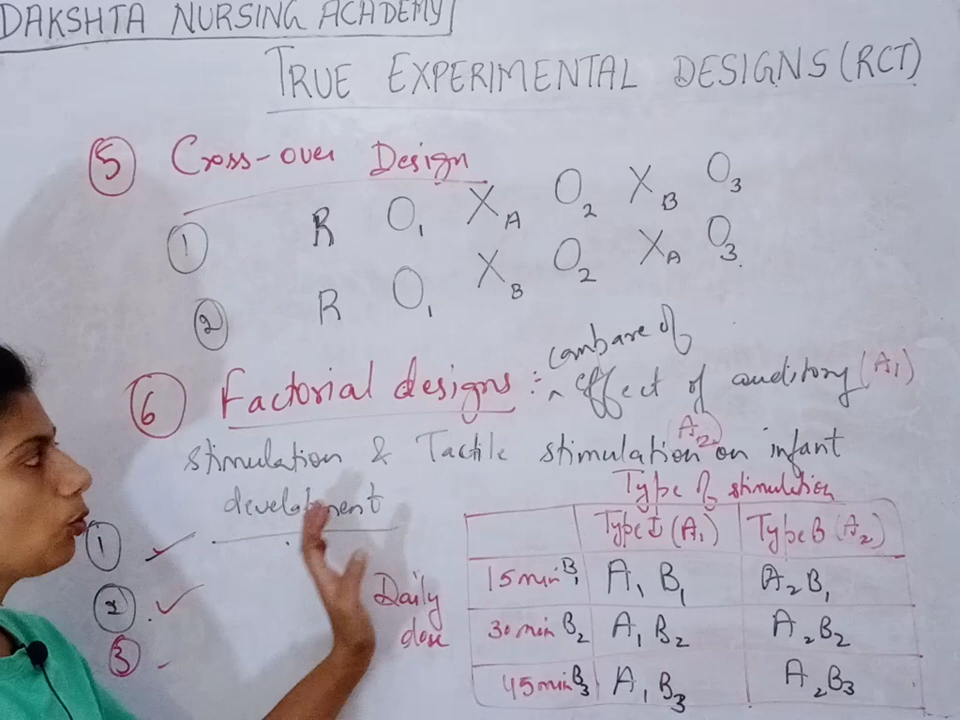 DAKSHTA NURSING ACADEMY
TRUE EXPERIMENTAL DESIGNS (RCT)
5 Cross-over Design
1 R O1 XA O2 XB O3
2 R O1 XB O2 XA O3
6 Factorial designs : combare of
^ effect of auditory (A1)
stimulation & Tactile stimulation (A2) on infant
development
1 ✓
2 ✓
3 -
Type of stimulation
Type I (A1) Type B (A2)
Daily dose
15 min B1 A1 B1 A2 B1
30 min B2 A1 B2 A2 B2
45 min B3 A1 B3 A2 B3